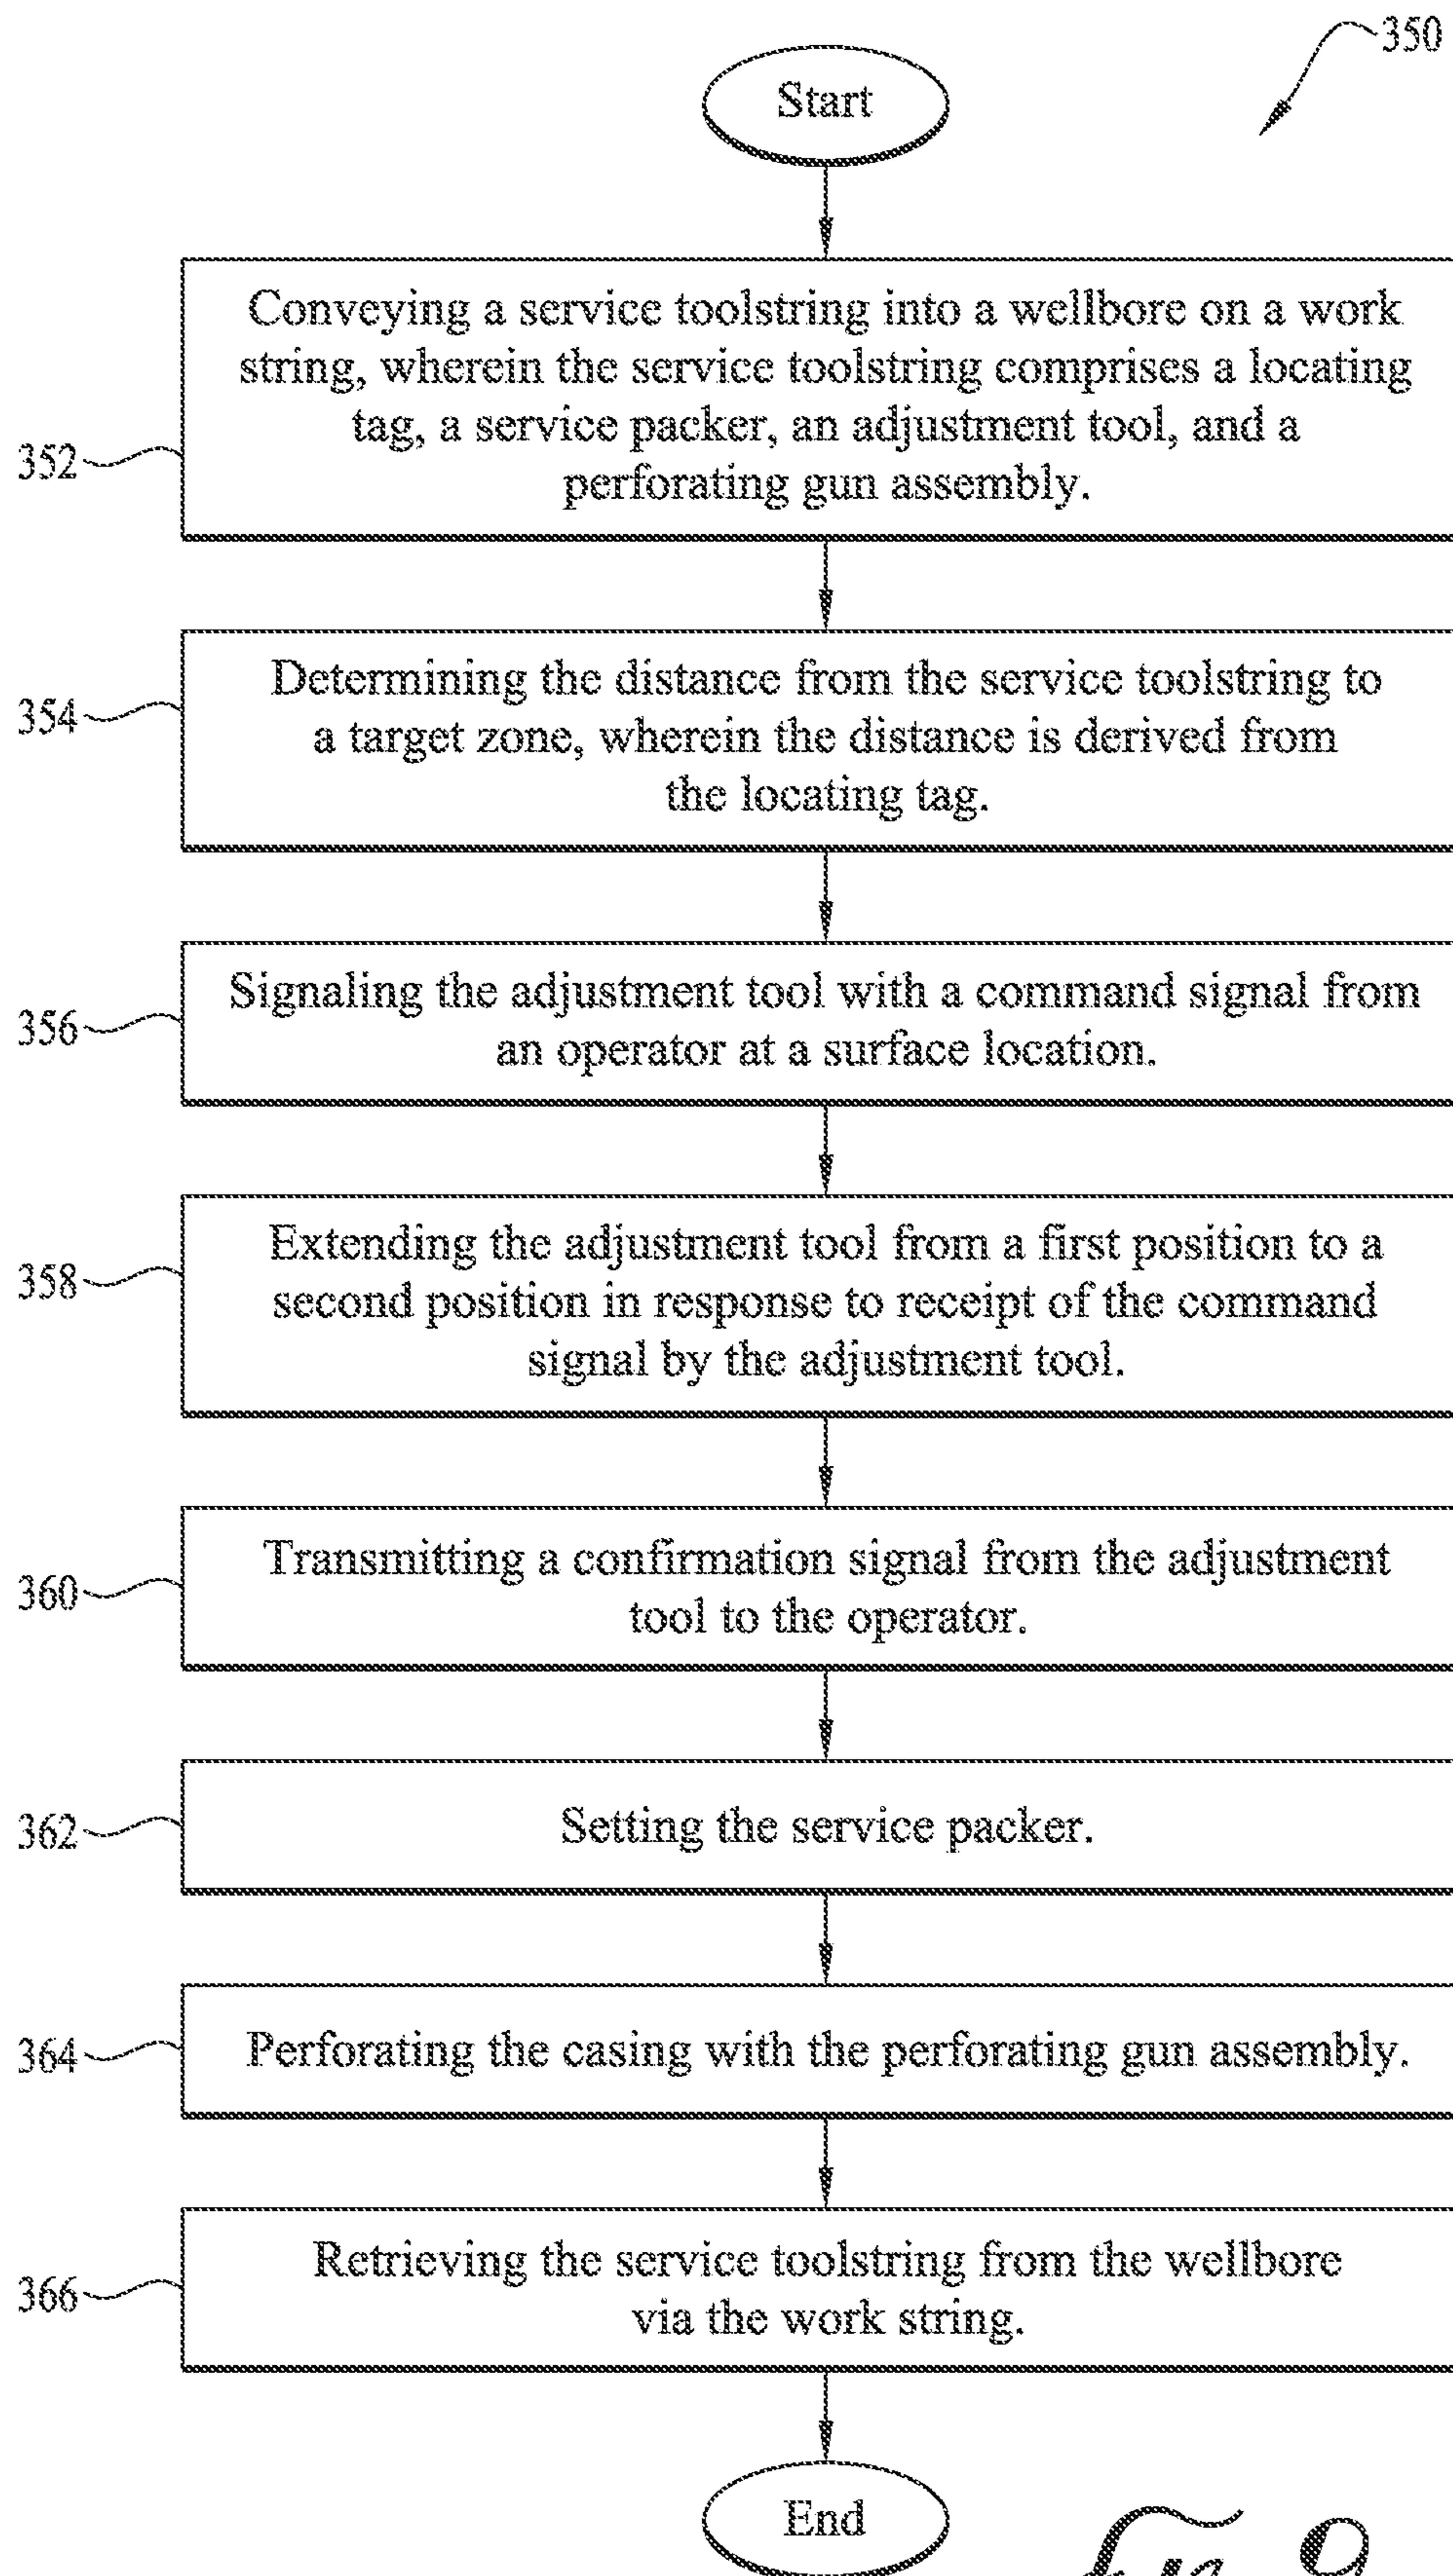 350
Start
Conveying a service toolstring into a wellbore on a work
string, wherein the service toolstring comprises a locating
tag, a service packer, an adjustment tool, and a
perforating gun assembly.
352
Determining the distance from the service toolstring to
a target zone, wherein the distance is derived from
the locating tag.
354
Signaling the adjustment tool with a command signal from
an operator at a surface location.
356
Extending the adjustment tool from a first position to a
second position in response to receipt of the command
signal by the adjustment tool.
358
Transmitting a confirmation signal from the adjustment
tool to the operator.
360
Setting the service packer.
362
Perforating the casing with the perforating gun assembly.
364
Retrieving the service toolstring from the wellbore
via the work string.
366
End